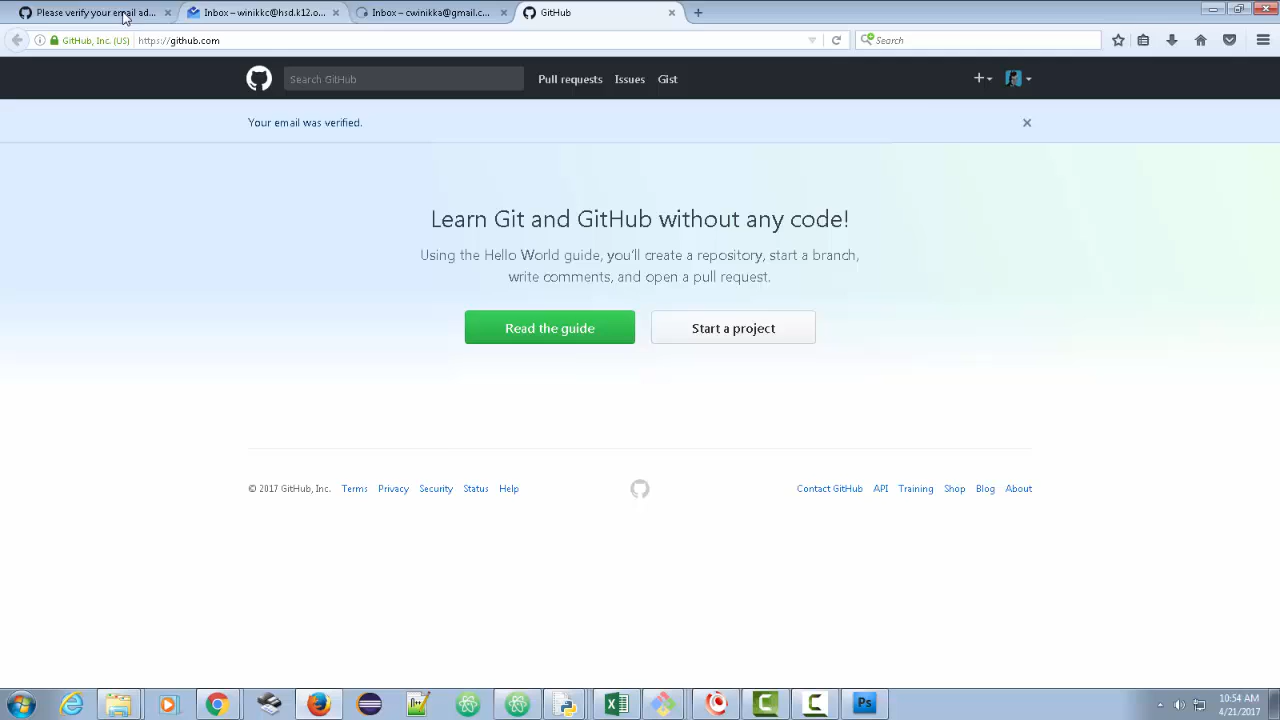 Please verify your email ad...
Inbox – winikkc@hsd.k12.o...
Inbox – cwinikka@gmail.c...
GitHub
GitHub, Inc. (US)
https://github.com
Search
Search GitHub
Pull requests
Issues
Gist
Your email was verified.
Learn Git and GitHub without any code!
Using the Hello World guide, you'll create a repository, start a branch,
write comments, and open a pull request.
Read the guide
Start a project
© 2017 GitHub, Inc. Terms Privacy Security Status Help
Contact GitHub API Training Shop Blog About
Ps
10:54 AM
4/21/2017